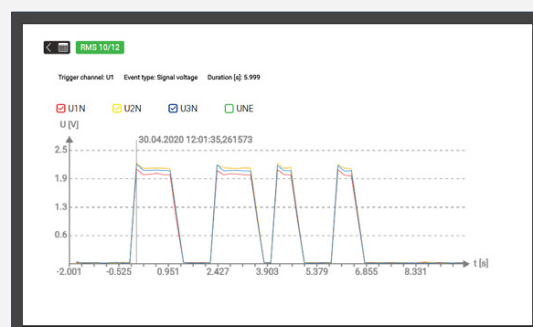 RMS 10/12
Trigger channel: U1 Event type: Signal voltage Duration [s]: 5.999
U1N U2N U3N UNE
U [V]
30.04.2020 12:01:35,261573
2.5
1.9
1.3
0.6
-2.001 -0.525 0.951 2.427 3.903 5.379 6.855 8.331
t [s]